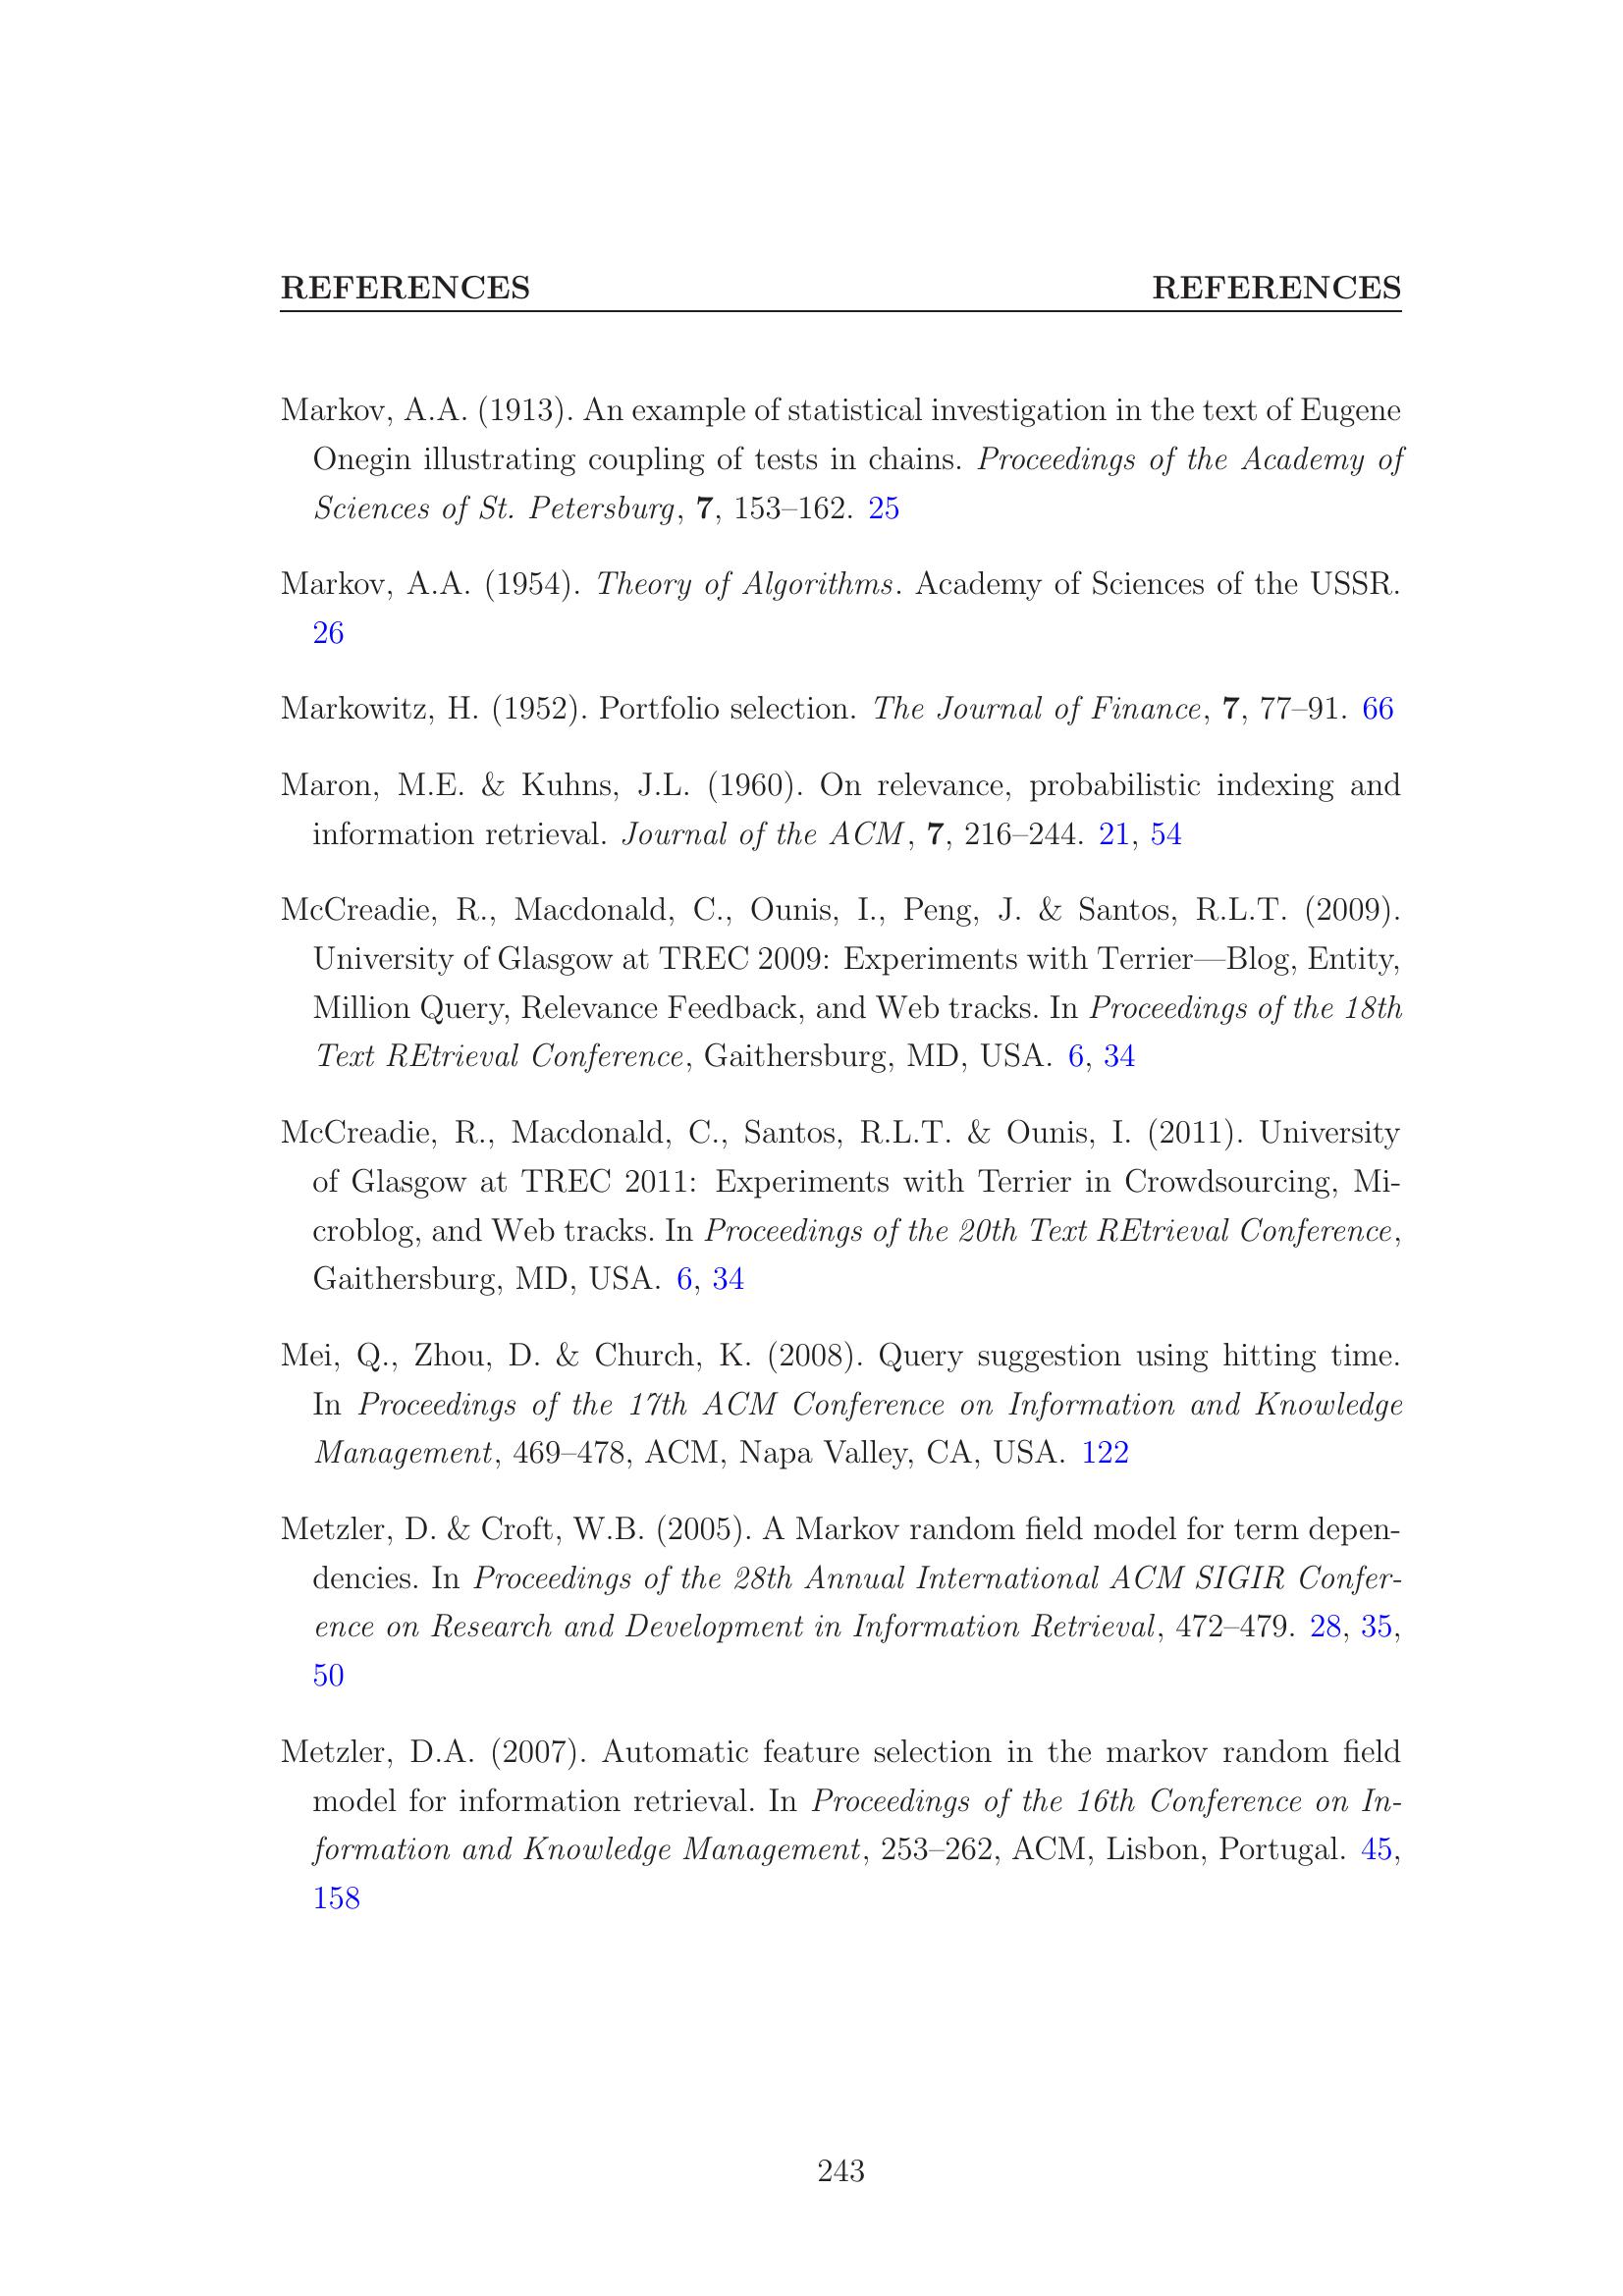 REFERENCES REFERENCES
Markov, A.A. (1913). An example of statistical investigation in the text of Eugene
Onegin illustrating coupling of tests in chains. Proceedings of the Academy of
Sciences of St. Petersburg, 7, 153–162. 25
Markov, A.A. (1954). Theory of Algorithms. Academy of Sciences of the USSR.
26
Markowitz, H. (1952). Portfolio selection. The Journal of Finance, 7, 77–91. 66
Maron, M.E. & Kuhns, J.L. (1960). On relevance, probabilistic indexing and
information retrieval. Journal of the ACM, 7, 216–244. 21, 54
McCreadie, R., Macdonald, C., Ounis, I., Peng, J. & Santos, R.L.T. (2009).
University of Glasgow at TREC 2009: Experiments with Terrier—Blog, Entity,
Million Query, Relevance Feedback, and Web tracks. In Proceedings of the 18th
Text REtrieval Conference, Gaithersburg, MD, USA. 6, 34
McCreadie, R., Macdonald, C., Santos, R.L.T. & Ounis, I. (2011). University
of Glasgow at TREC 2011: Experiments with Terrier in Crowdsourcing, Mi-
croblog, and Web tracks. In Proceedings of the 20th Text REtrieval Conference,
Gaithersburg, MD, USA. 6, 34
Mei, Q., Zhou, D. & Church, K. (2008). Query suggestion using hitting time.
In Proceedings of the 17th ACM Conference on Information and Knowledge
Management, 469–478, ACM, Napa Valley, CA, USA. 122
Metzler, D. & Croft, W.B. (2005). A Markov random field model for term depen-
dencies. In Proceedings of the 28th Annual International ACM SIGIR Confer-
ence on Research and Development in Information Retrieval, 472–479. 28, 35,
50
Metzler, D.A. (2007). Automatic feature selection in the markov random field
model for information retrieval. In Proceedings of the 16th Conference on In-
formation and Knowledge Management, 253–262, ACM, Lisbon, Portugal. 45,
158
243